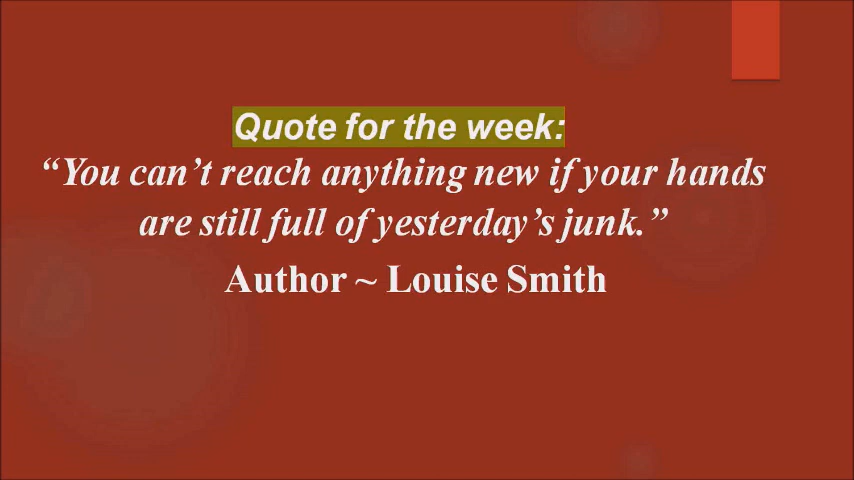 Quote for the week:
“You can’t reach anything new if your hands
are still full of yesterday’s junk.”
Author ~ Louise Smith